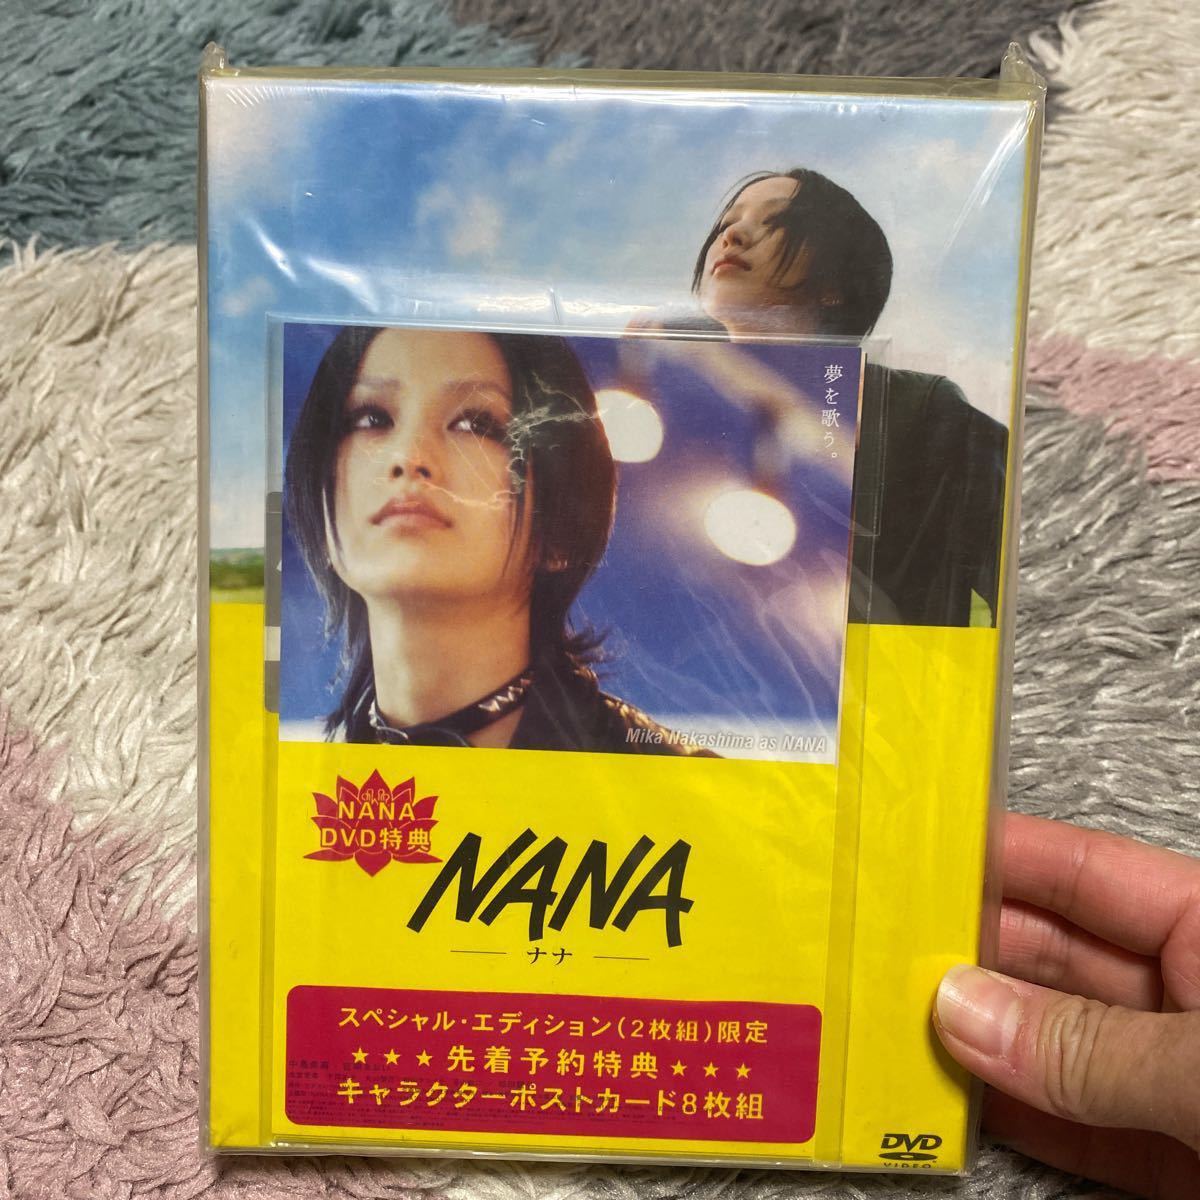 夢を歌う。
Mika Nakashima as NANA
NANA
DVD特典
NANA
ナナ
スペシャル・エディション(2枚組)限定
★★★先着予約特典★★★
キャラクターポストカード8枚組
DVD
VIDEO